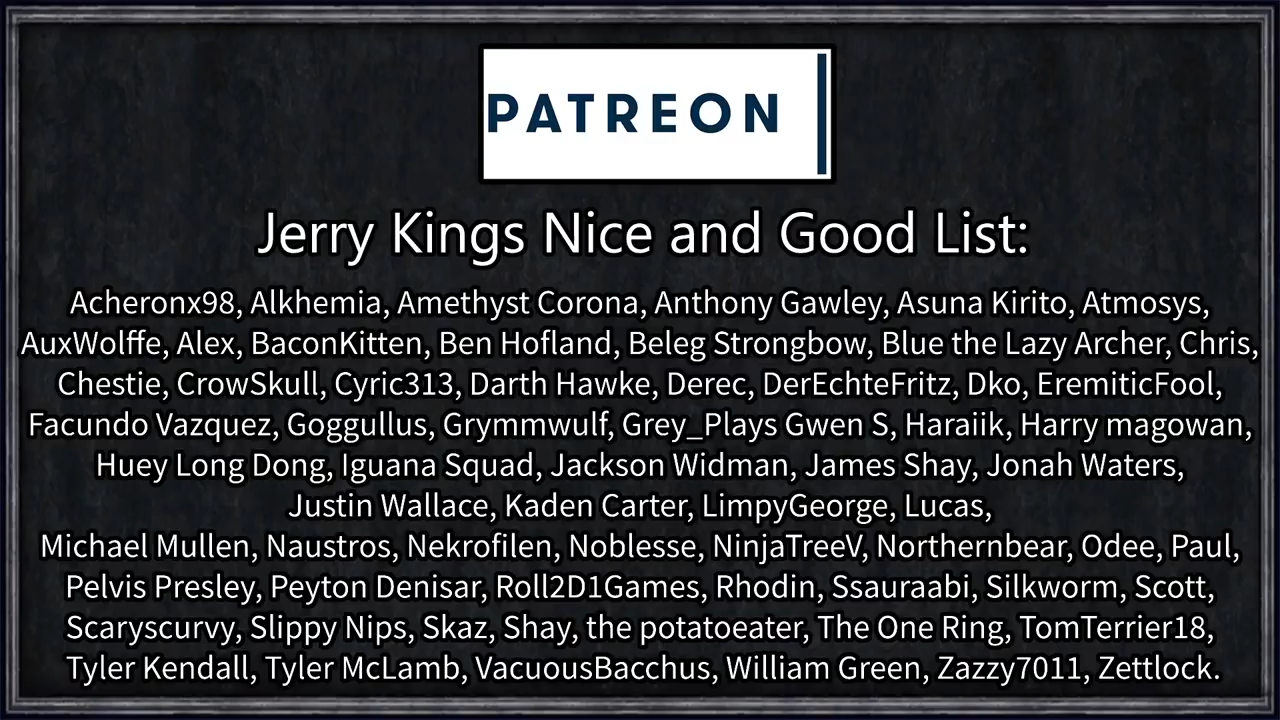 PATREON
Jerry Kings Nice and Good List:
Acheronx98, Alkhemia, Amethyst Corona, Anthony Gawley, Asuna Kirito, Atmosys,
AuxWolffe, Alex, BaconKitten, Ben Hofland, Beleg Strongbow, Blue the Lazy Archer, Chris,
Chestie, CrowSkull, Cyric313, Darth Hawke, Derec, DerEchteFritz, Dko, EremiticFool,
Facundo Vazquez, Goggullus, Grymmwulf, Grey_Plays Gwen S, Haraiik, Harry magowan,
Huey Long Dong, Iguana Squad, Jackson Widman, James Shay, Jonah Waters,
Justin Wallace, Kaden Carter, LimpyGeorge, Lucas,
Michael Mullen, Naustros, Nekrofilen, Noblesse, NinjaTreeV, Northernbear, Odee, Paul,
Pelvis Presley, Peyton Denisar, Roll2D1Games, Rhodin, Ssauraabi, Silkworm, Scott,
Scaryscurvy, Slippy Nips, Skaz, Shay, the potatoeater, The One Ring, TomTerrier18,
Tyler Kendall, Tyler McLamb, VacuousBacchus, William Green, Zazzy7011, Zettlock.